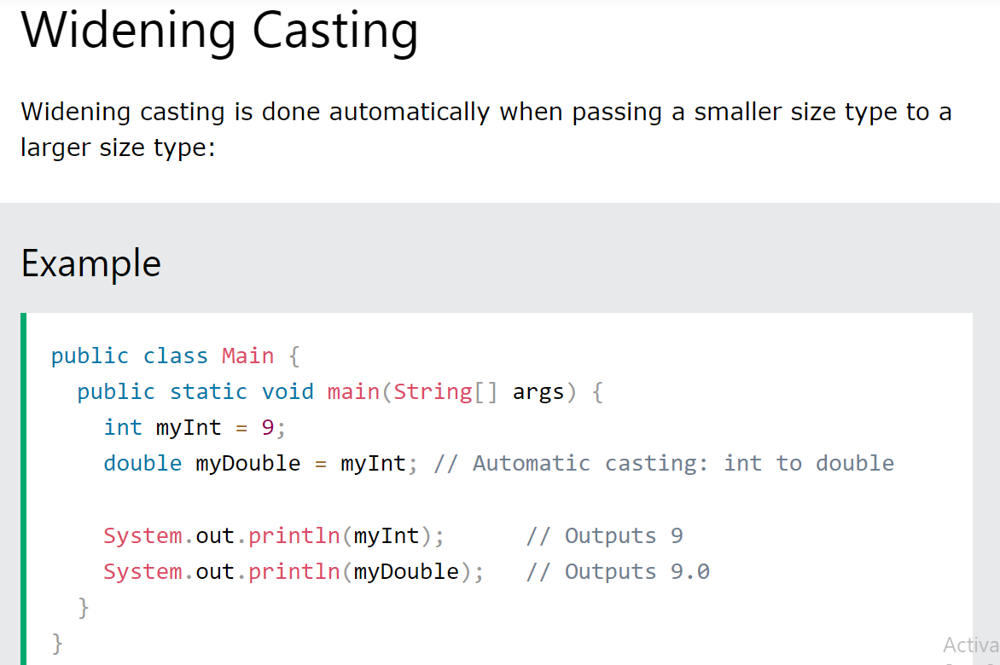 Widening Casting
Widening casting is done automatically when passing a smaller size type to a
larger size type:
Example
public class Main {
  public static void main(String[] args) {
    int myInt = 9;
    double myDouble = myInt; // Automatic casting: int to double

    System.out.println(myInt);      // Outputs 9
    System.out.println(myDouble);   // Outputs 9.0
  }
}
Activa